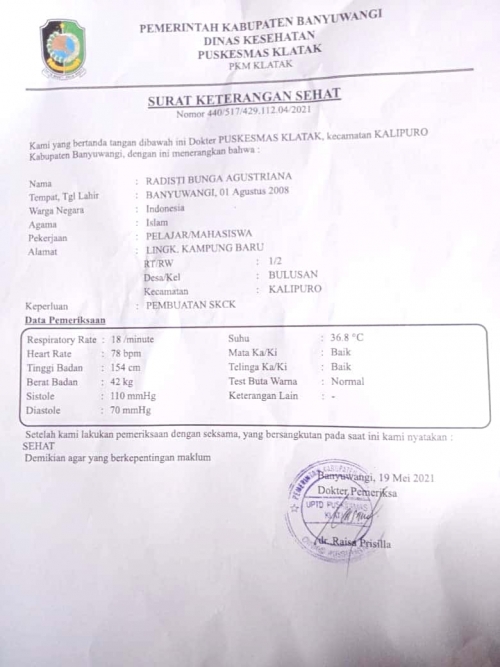 PEMERINTAH KABUPATEN BANYUWANGI
DINAS KESEHATAN
PUSKESMAS KLATAK
PKM KLATAK
SURAT KETERANGAN SEHAT
Nomor 440/517/429.112.04/2021
Kami yang bertanda tangan dibawah ini Dokter PUSKESMAS KLATAK, kecamatan KALIPURO
Kabupaten Banyuwangi, dengan ini menerangkan bahwa :
Nama : RADISTI BUNGA AGUSTRIANA
Tempat, Tgl Lahir : BANYUWANGI, 01 Agustus 2008
Warga Negara : Indonesia
Agama : Islam
Pekerjaan : PELAJAR/MAHASISWA
Alamat : LINGK. KAMPUNG BARU
RT/RW : 1/2
Desa/Kel : BULUSAN
Kecamatan : KALIPURO
Keperluan : PEMBUATAN SKCK
Data Pemeriksaan
Respiratory Rate : 18 /minute Suhu : 36.8 °C
Heart Rate : 78 bpm Mata Ka/Ki : Baik
Tinggi Badan : 154 cm Telinga Ka/Ki : Baik
Berat Badan : 42 kg Test Buta Warna : Normal
Sistole : 110 mmHg Keterangan Lain : -
Diastole : 70 mmHg
Setelah kami lakukan pemeriksaan dengan seksama, yang bersangkutan pada saat ini kami nyatakan :
SEHAT
Demikian agar yang berkepentingan maklum
Banyuwangi, 19 Mei 2021
Dokter Pemeriksa
UPTD PUSKESMAS
KLATAK
dr. Raisa Prisilla